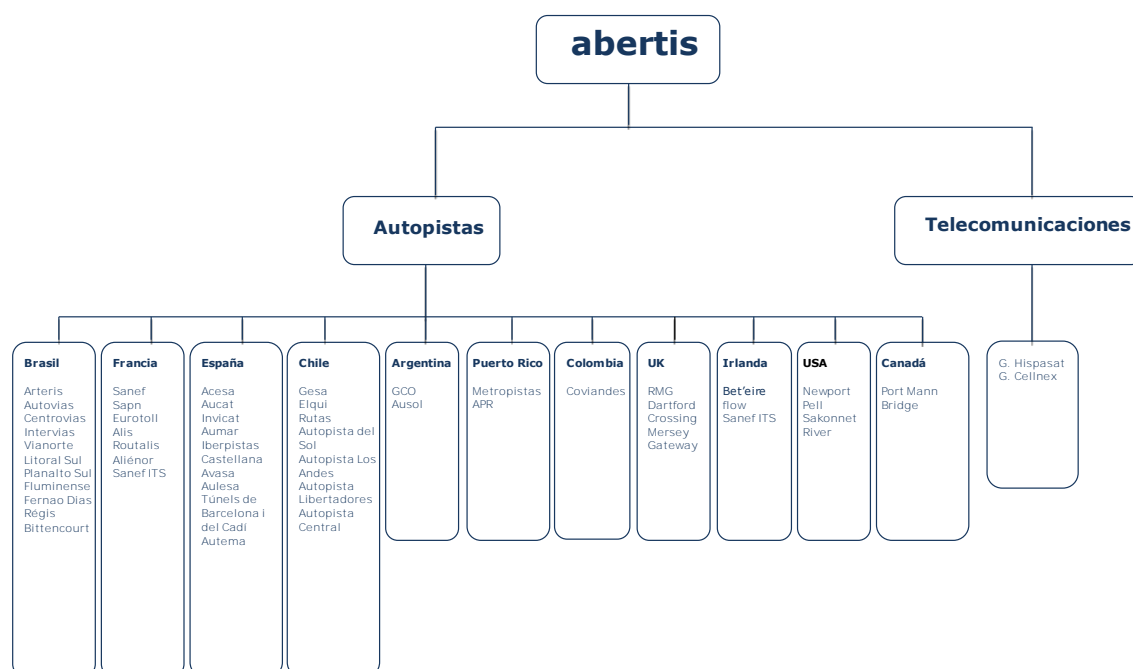 abertis
Autopistas
Telecomunicaciones
Brasil
Arteris
Autovias
Centrovias
Intervias
Vianorte
Litoral Sul
Planalto Sul
Fluminense
Fernao Dias
Régis
Bittencourt
Francia
Sanef
Sapn
Eurotoll
Alis
Routalis
Aliénor
Sanef ITS
España
Acesa
Aucat
Invicat
Aumar
Iberpistas
Castellana
Avasa
Aulesa
Túnels de
Barcelona i
del Cadí
Autema
Chile
Gesa
Elqui
Rutas
Autopista del
Sol
Autopista Los
Andes
Autopista
Libertadores
Autopista
Central
Argentina
GCO
Ausol
Puerto Rico
Metropistas
APR
Colombia
Coviandes
UK
RMG
Dartford
Crossing
Mersey
Gateway
Irlanda
Bet'eire
flow
Sanef ITS
USA
Newport
Pell
Sakonnet
River
Canadá
Port Mann
Bridge
G. Hispasat
G. Cellnex